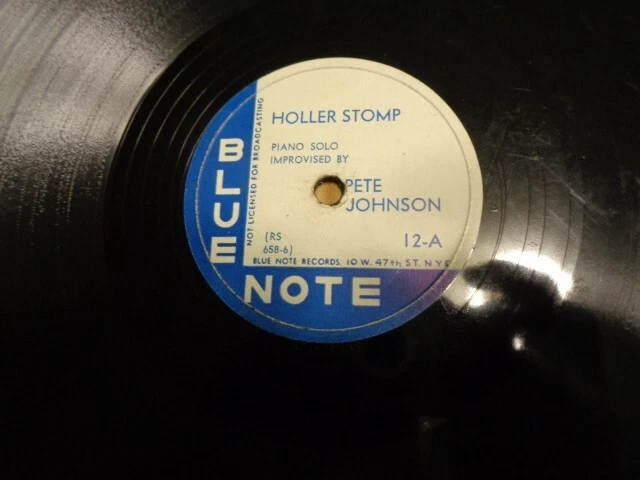 HOLLER STOMP
PIANO SOLO
IMPROVISED BY
PETE
JOHNSON
(RS
658-6)
12-A
NOT LICENSED FOR BROADCASTING
BLUE NOTE RECORDS, 10 W. 47th ST. NYC
BLUE
NOTE